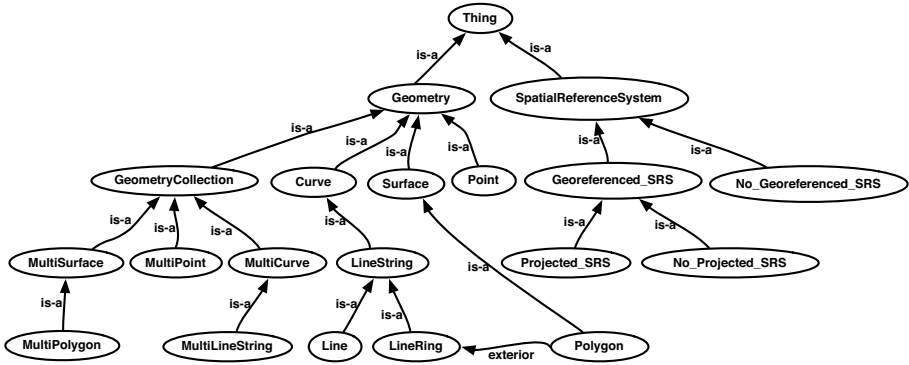 Thing
is-a
is-a
Geometry
SpatialReferenceSystem
is-a
is-a
is-a
is-a
is-a
is-a
GeometryCollection
Curve
Surface
Point
Georeferenced_SRS
No_Georeferenced_SRS
is-a
is-a
is-a
is-a
is-a
is-a
MultiSurface
MultiPoint
MultiCurve
LineString
is-a
Projected_SRS
No_Projected_SRS
is-a
is-a
is-a
is-a
MultiPolygon
MultiLineString
Line
LineRing
exterior
Polygon